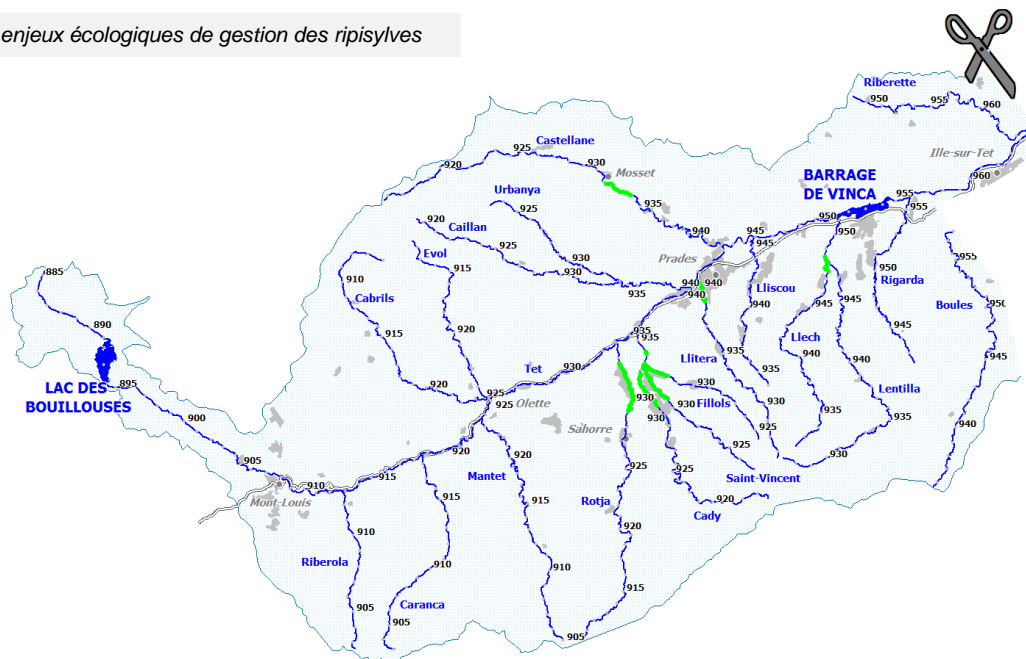 enjeux écologiques de gestion des ripisylves
Riberette
950
955
960
Castellane
925
920
930
Mosset
Ille-sur-Tet
960
BARRAGE
DE VINCA
955
955
950
Urbanya
925
935
920
Caillan
925
940
945
945
950
Evol
915
930
930
Prades
955
885
910
Cabrils
935
940
940
940
Lliscou
940
950
Rigarda
Boules
950
890
915
920
935
935
945
945
945
Llech
Llitera
935
940
945
LAC DES
BOUILLOUSES
895
920
Tet
930
935
940
925
925
Olette
930
930
930
930
Fillols
930
935
Lentilla
935
900
Sahorre
925
925
940
905
910
915
920
Mantet
920
925
925
930
Saint-Vincent
Mont-Louis
915
915
Rotja
920
Cady
910
920
Riberola
910
910
915
905
Caranca
905
905